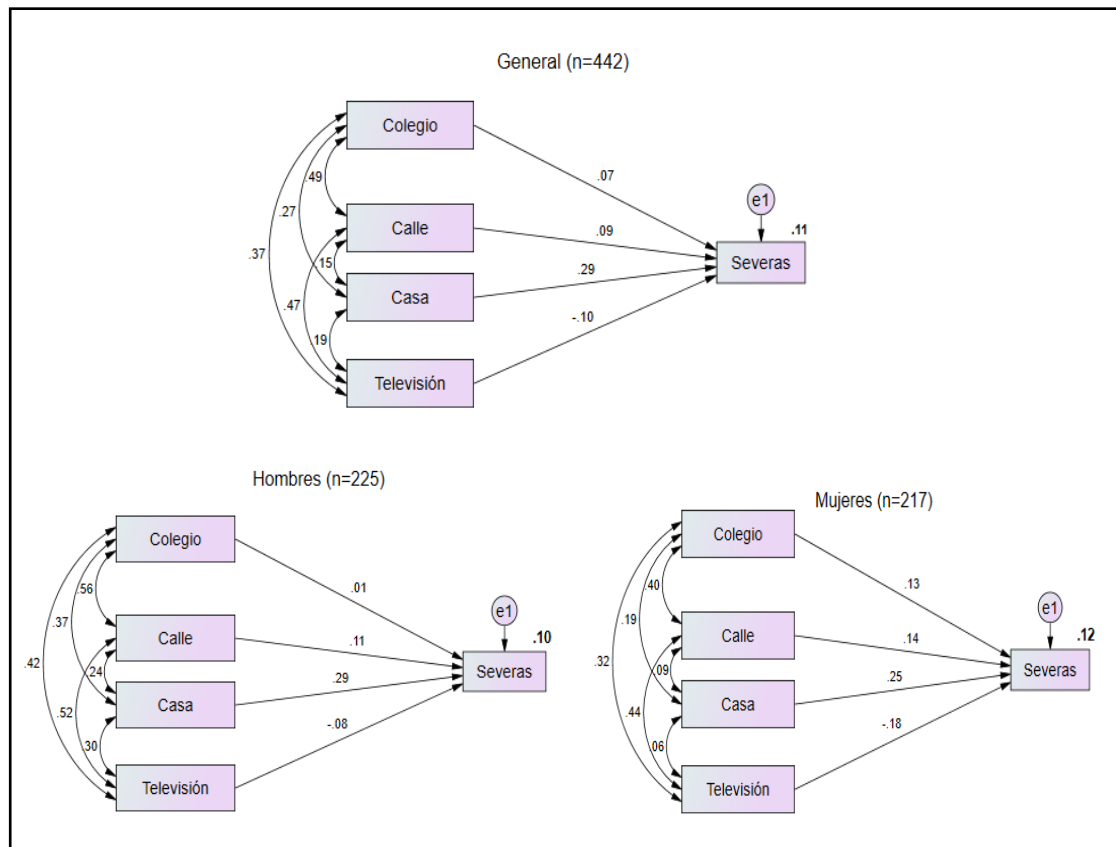 General (n=442)
Colegio
.07
e1
.49
.27
.11
.37
Calle
.09
Severas
.15
.29
Casa
.47
-.10
.19
Televisión
Hombres (n=225)
Colegio
.01
.56
e1
.37
.10
.42
Calle
.11
Severas
.24
.29
Casa
.52
-.08
.30
Televisión
Mujeres (n=217)
Colegio
.13
.40
e1
.19
.12
.32
Calle
.14
Severas
.09
.25
Casa
.44
-.18
.06
Televisión